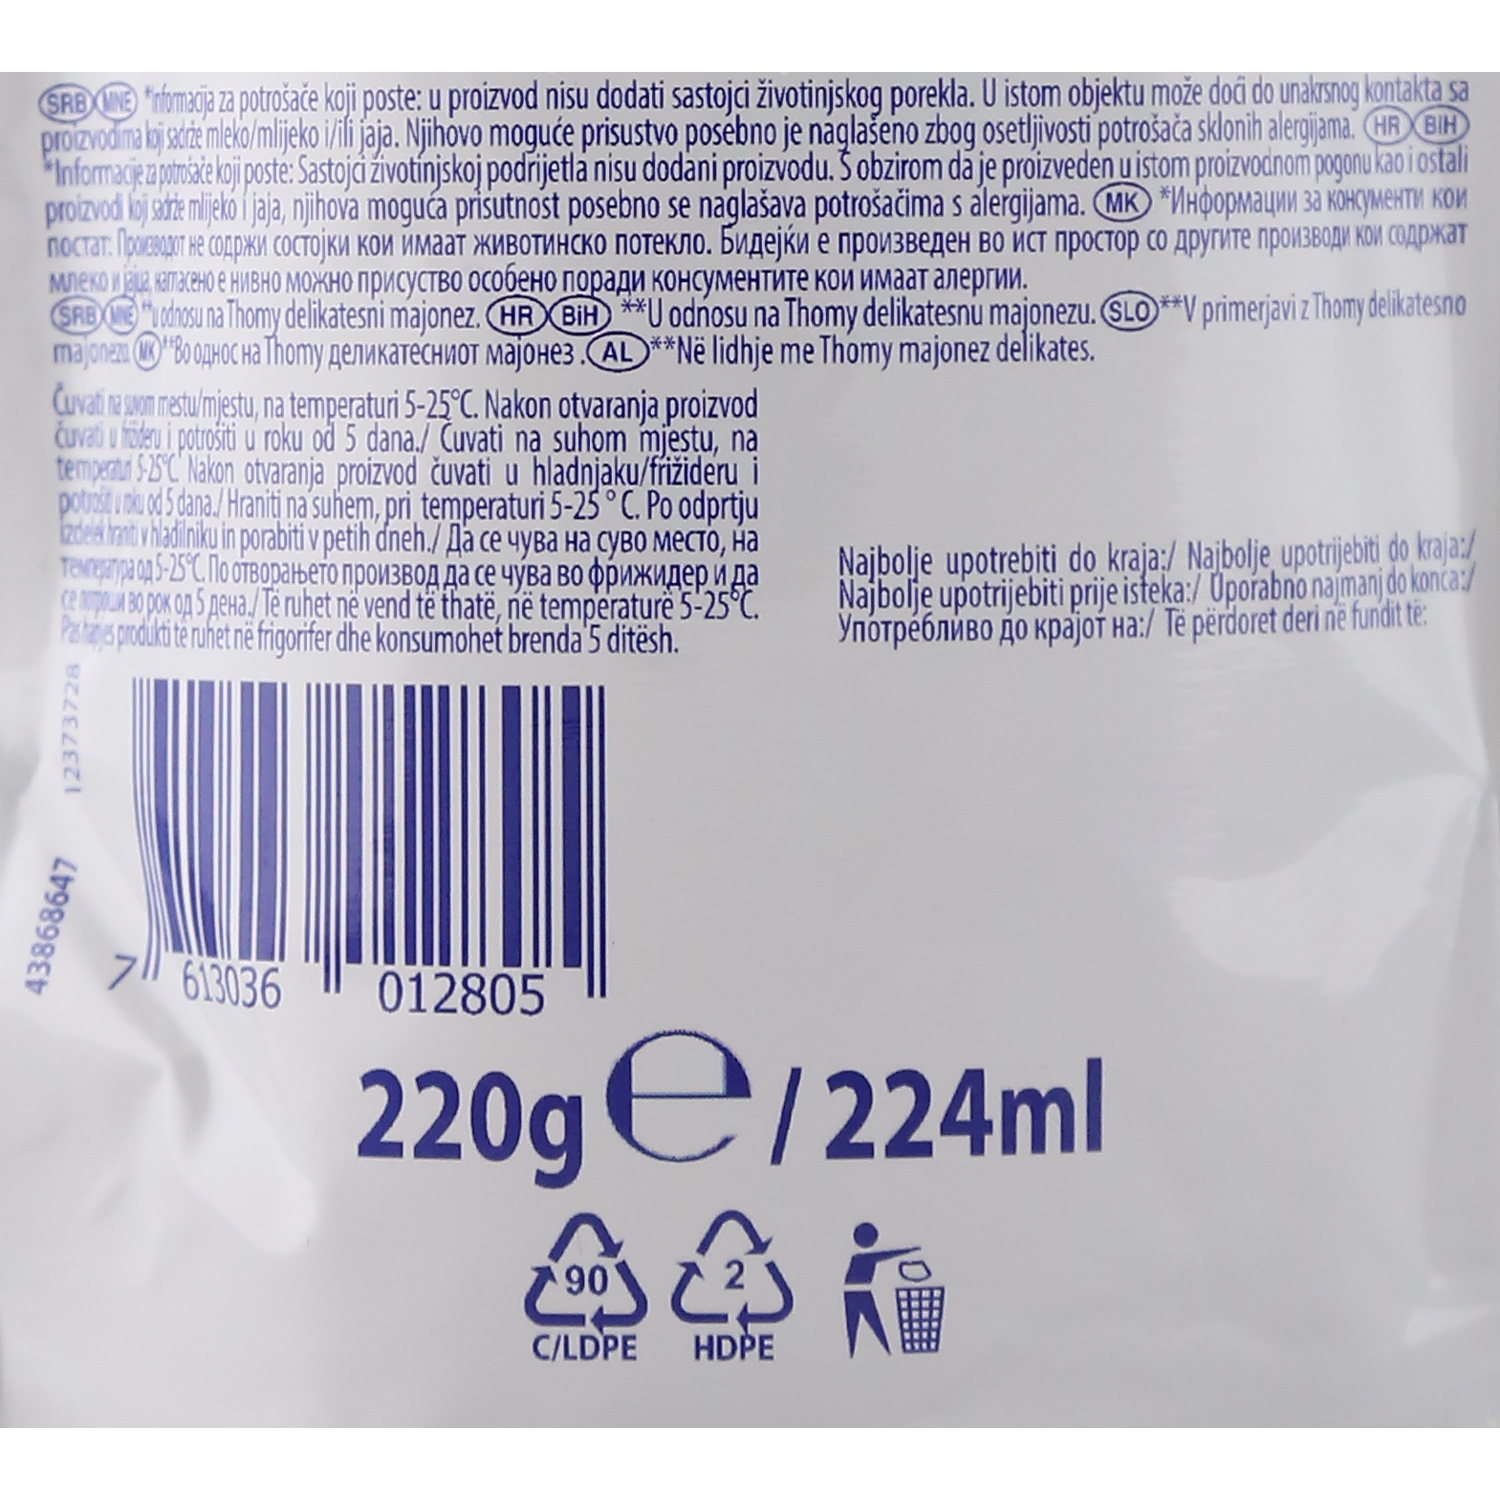 SRB MNE *Informacija za potrošače koji poste: u proizvod nisu dodati sastojci životinjskog porekla. U istom objektu može doći do unakrsnog kontakta sa
proizvodima koji sadrže mleko/mlijeko i/ili jaja. Njihovo moguće prisustvo posebno je naglašeno zbog osetljivosti potrošača sklonih alergijama. HR BIH
*Informacije za potrošače koji poste: Sastojci životinjskoj podrijetla nisu dodani proizvodu. S obzirom da je proizveden u istom proizvodnom pogonu kao i ostali
proizvodi koji sadrže mlijeko i jaja, njihova moguća prisutnost posebno se naglašava potrošačima s alergijama. MK *Информации за консументи кои
постат: Производот не содржи состојки кои имаат животинско потекло. Бидејќи е произведен во ист простор со другите производи кои содржат
млеко и јајца, нагласено е нивно можно присуство особено поради консументите кои имаат алергии.
SRB MNE **u odnosu na Thomy delikatesni majonez. HR BiH **U odnosu na Thomy delikatesnu majonezu. SLO **V primerjavi z Thomy delikatesno
majonezo. MK **Во однос на Thomy деликатесниот мајонез. AL **Në lidhje me Thomy majonez delikates.
Čuvati na suvom mestu/mjestu, na temperaturi 5-25°C. Nakon otvaranja proizvod
čuvati u frižideru i potrošiti u roku od 5 dana./ Čuvati na suhom mjestu, na
temperaturi 5-25°C. Nakon otvaranja proizvod čuvati u hladnjaku/frižideru i
potrošiti u roku od 5 dana./ Hraniti na suhem, pri temperaturi 5-25°C. Po odprtju
izdelek hraniti v hladilniku in porabiti v petih dneh./ Да се чува на суво место, на
температура од 5-25°C. По отворањето производ да се чува во фрижидер и да
се потроши во рок од 5 дена./ Të ruhet në vend të thatë, në temperaturë 5-25°C.
Pas hapjes produkti të ruhet në frigorifer dhe konsumohet brenda 5 ditësh.
Najbolje upotrebiti do kraja:/ Najbolje upotrijebiti do kraja:/
Najbolje upotrijebiti prije isteka:/ Uporabno najmanj do konca:/
Употребливо до крајот на:/ Të përdoret deri në fundit të:
12373728
43868647
7 613036 012805
220g e / 224ml
90 2
C/LDPE HDPE